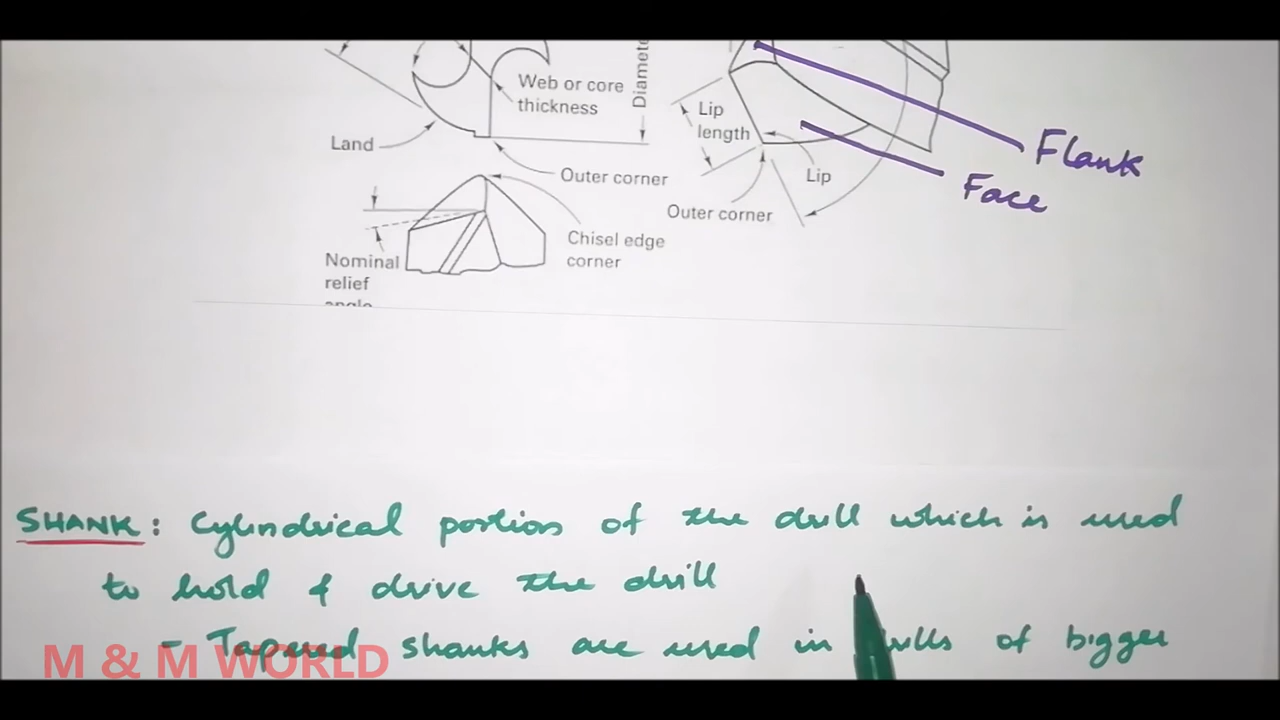 Web or core
thickness
Diamete
Land
Outer corner
Nominal
relief
angle
Chisel edge
corner
Lip
length
Lip
Outer corner
Flank
Face
SHANK: Cylindrical portion of the drill which is used
to hold & drive the drill
- Tapered shanks are used in drills of bigger
M & M WORLD